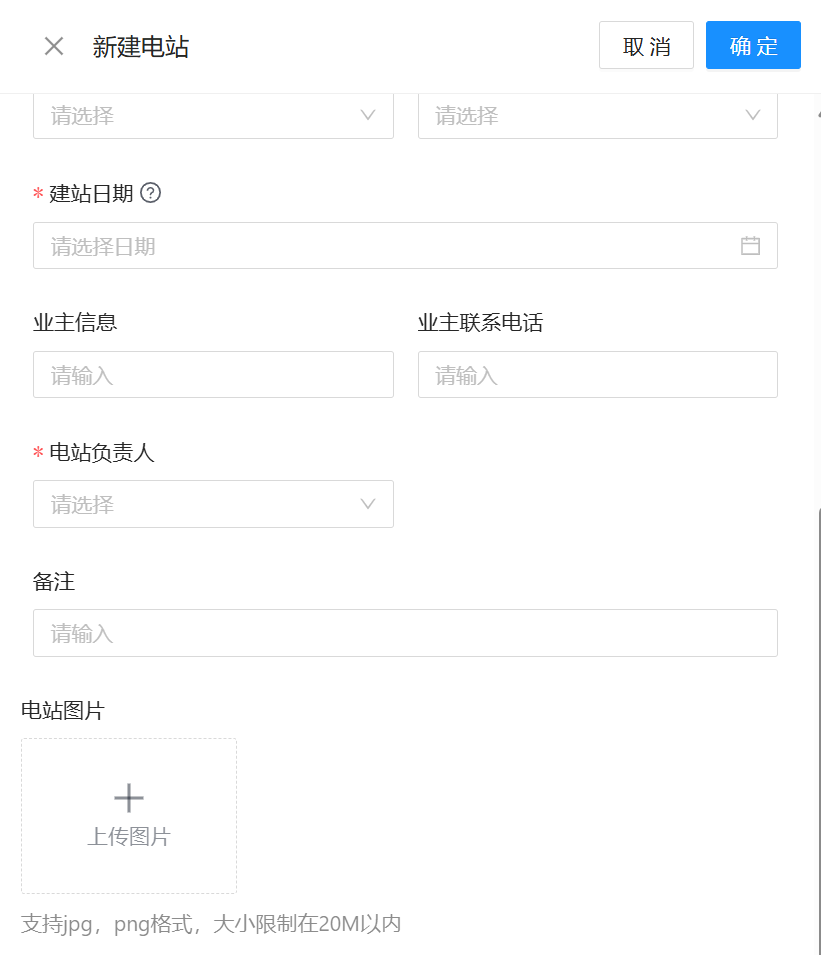 新建电站
取 消
确 定
请选择
请选择
* 建站日期
请选择日期
业主信息
业主联系电话
请输入
请输入
* 电站负责人
请选择
备注
请输入
电站图片
上传图片
支持jpg，png格式，大小限制在20M以内